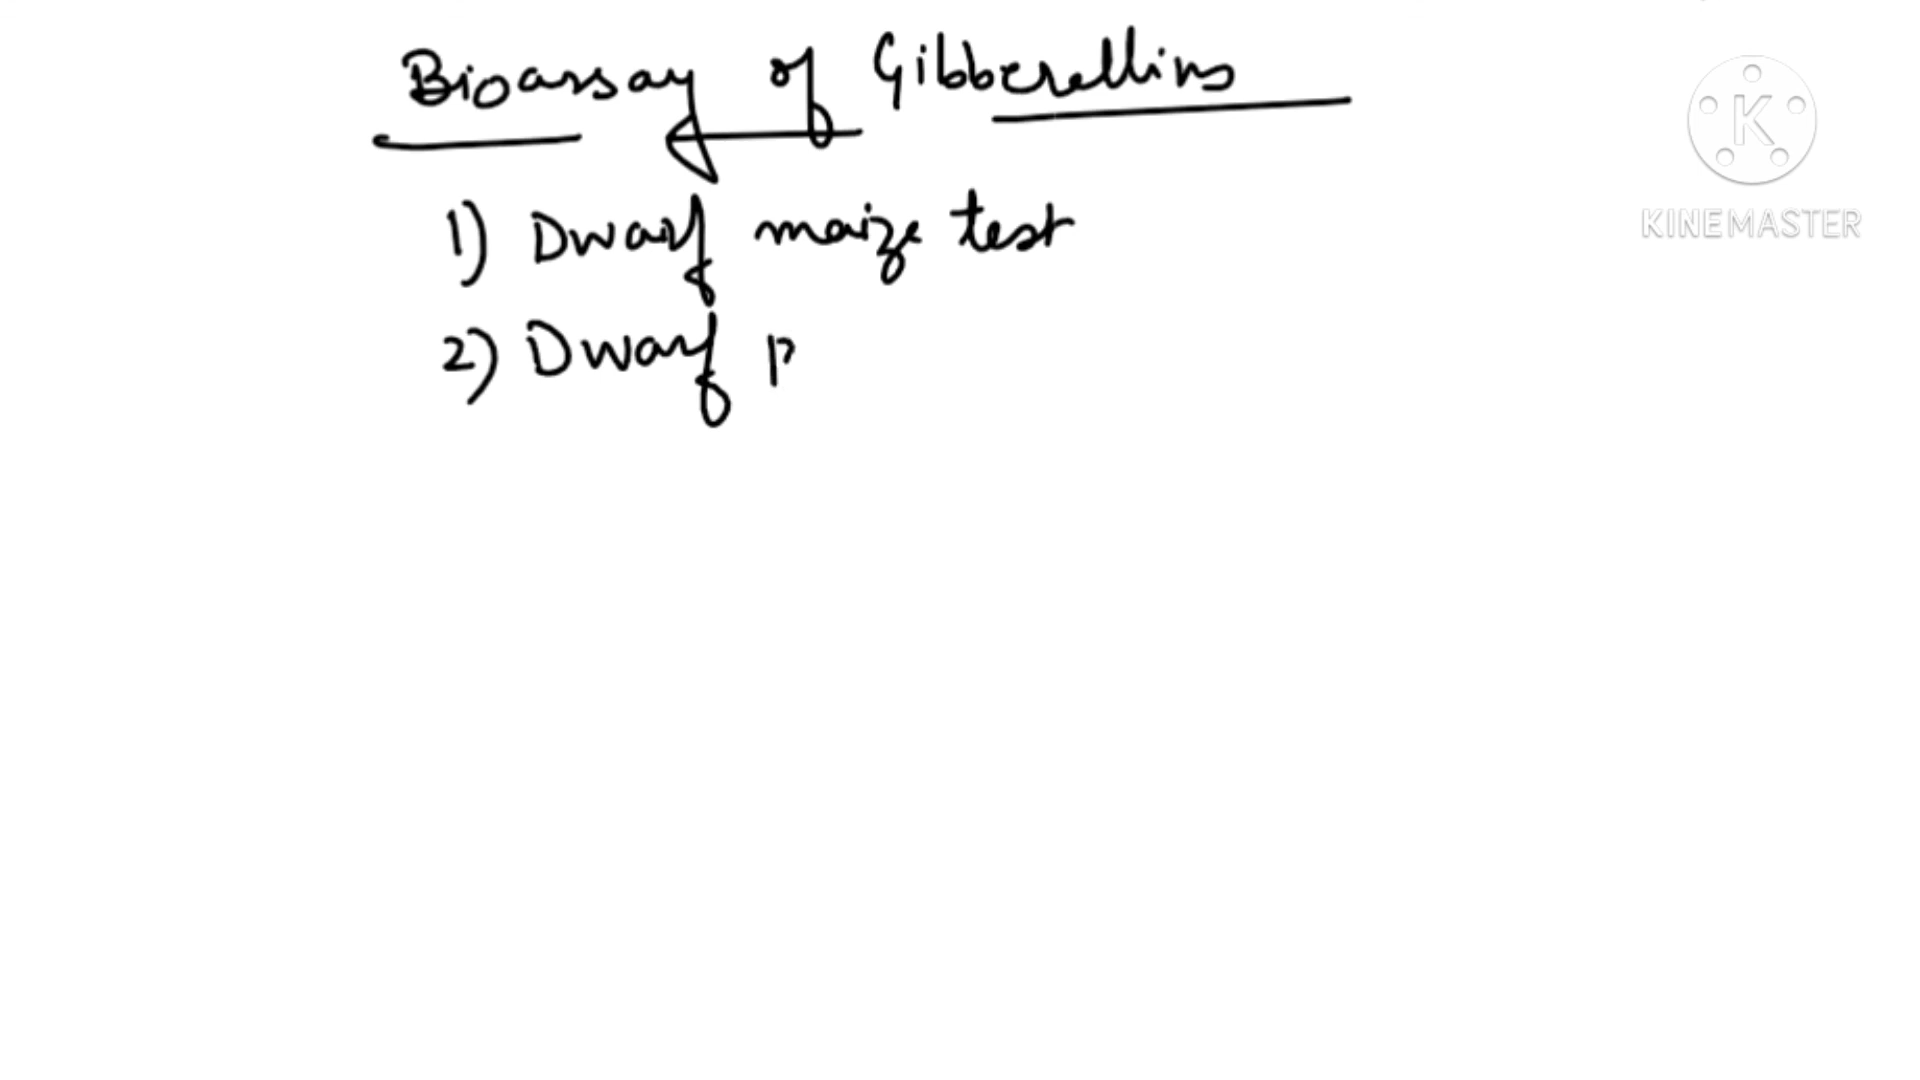 Bioassay of Gibberellins
1) Dwarf maize test
2) Dwarf p
K
KINEMASTER